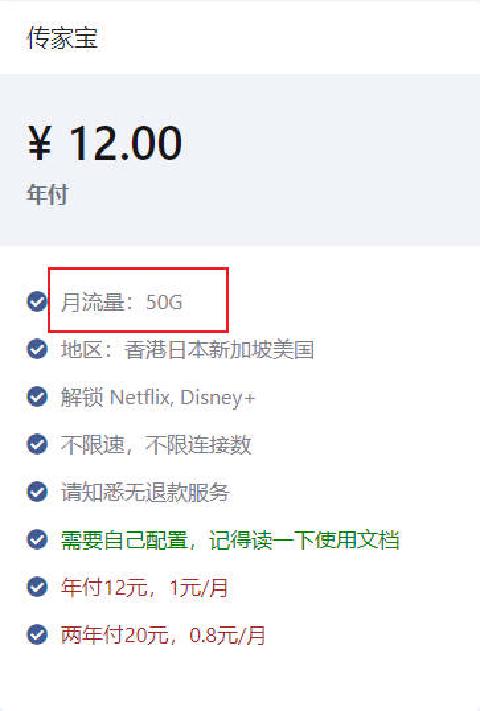 传家宝
¥ 12.00
年付
月流量：50G
地区：香港日本新加坡美国
解锁 Netflix, Disney+
不限速，不限连接数
请知悉无退款服务
需要自己配置，记得读一下使用文档
年付12元，1元/月
两年付20元，0.8元/月